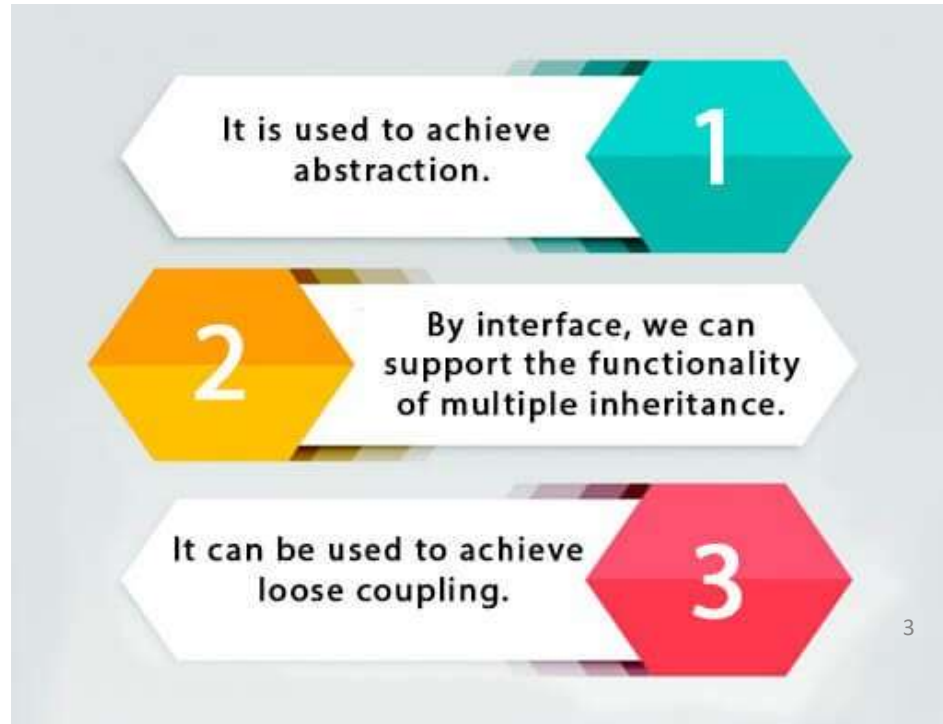 It is used to achieve
abstraction.
1
2
By interface, we can
support the functionality
of multiple inheritance.
It can be used to achieve
loose coupling.
3
3